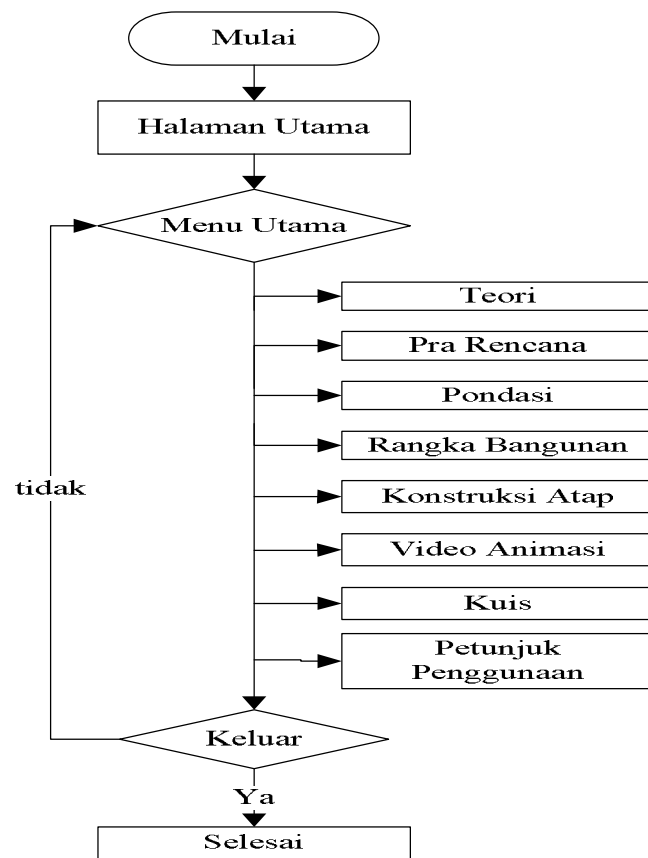 Mulai
Halaman Utama
Menu Utama
Teori
Pra Rencana
Pondasi
Rangka Bangunan
tidak
Konstruksi Atap
Video Animasi
Kuis
Petunjuk
Penggunaan
Keluar
Ya
Selesai